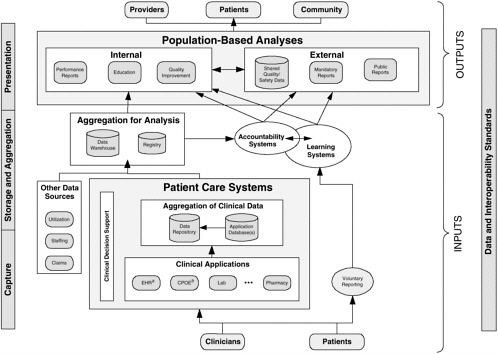 Providers
Patients
Community
Population-Based Analyses
Internal
External
Performance
Reports
Education
Quality
Improvement
Shared
Quality/
Safety Data
Mandatory
Reports
Public
Reports
Presentation
OUTPUTS
Aggregation for Analysis
Data
Warehouse
Registry
Accountability
Systems
Learning
Systems
Storage and Aggregation
Data and Interoperability Standards
Other Data
Sources
Utilization
Staffing
Claims
Patient Care Systems
Clinical Decision Support
Aggregation of Clinical Data
Data
Repository
Application
Database(s)
Clinical Applications
EHRa
CPOEb
Lab
•••
Pharmacy
Voluntary
Reporting
INPUTS
Capture
Clinicians
Patients